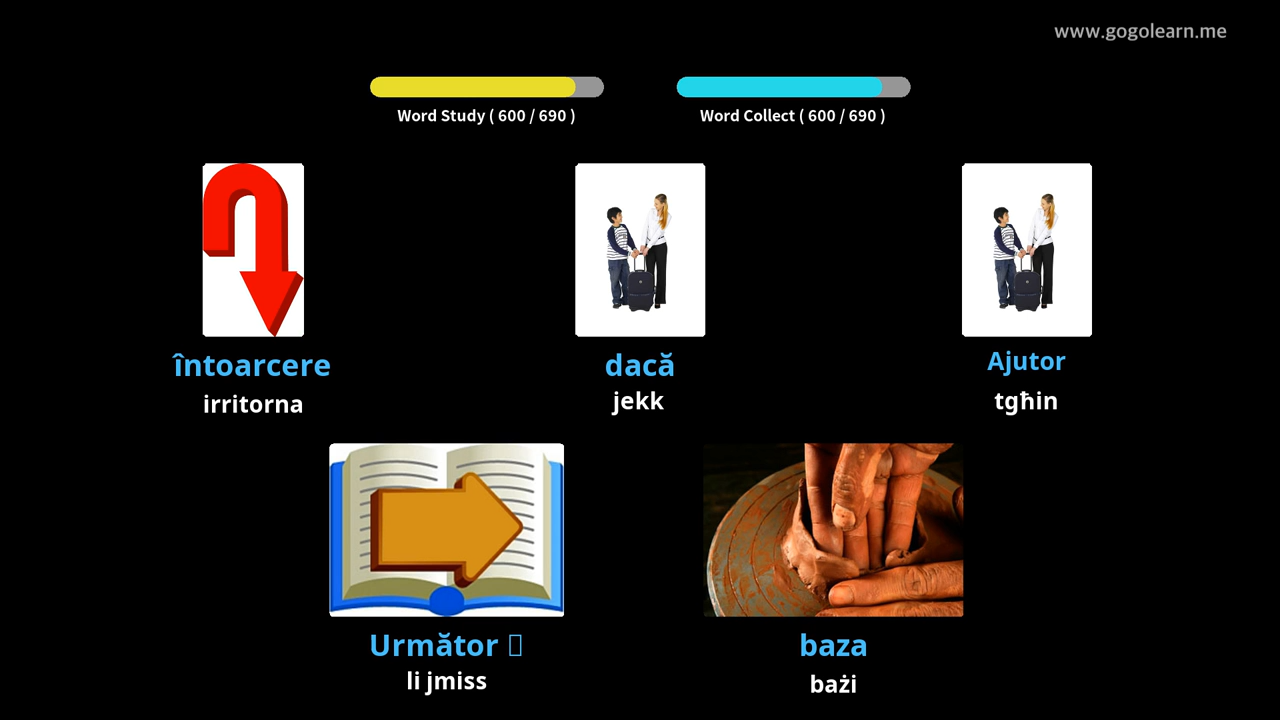 www.gogolearn.me
Word Study ( 600 / 690 )
Word Collect ( 600 / 690 )
întoarcere
irritorna
dacă
jekk
Ajutor
tgħin
Următor
li jmiss
baza
bażi